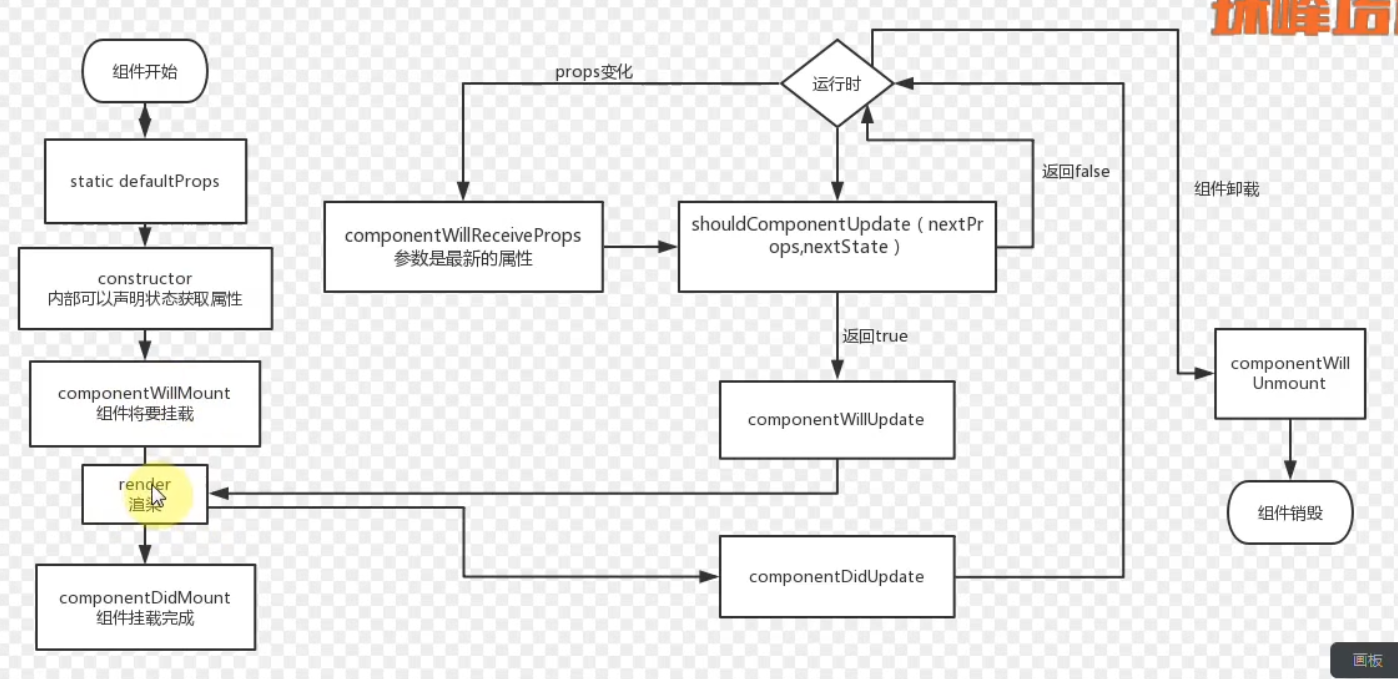 组件开始
static defaultProps
constructor
内部可以声明状态获取属性
componentWillMount
组件将要挂载
render
渲染
componentDidMount
组件挂载完成
props变化
运行时
componentWillReceiveProps
参数是最新的属性
shouldComponentUpdate（nextPr
ops,nextState）
返回false
返回true
componentWillUpdate
componentDidUpdate
组件卸载
componentWill
Unmount
组件销毁
画板